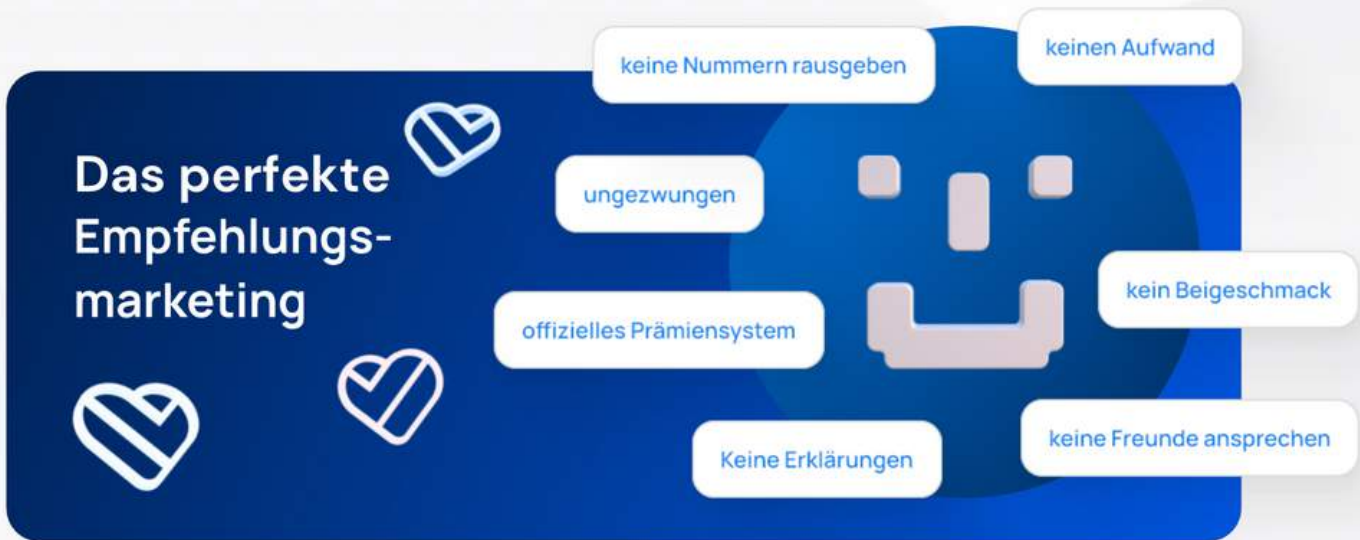 Das perfekte
Empfehlungs-
marketing
keine Nummern rausgeben
keinen Aufwand
ungezwungen
kein Beigeschmack
offizielles Prämiensystem
keine Freunde ansprechen
Keine Erklärungen